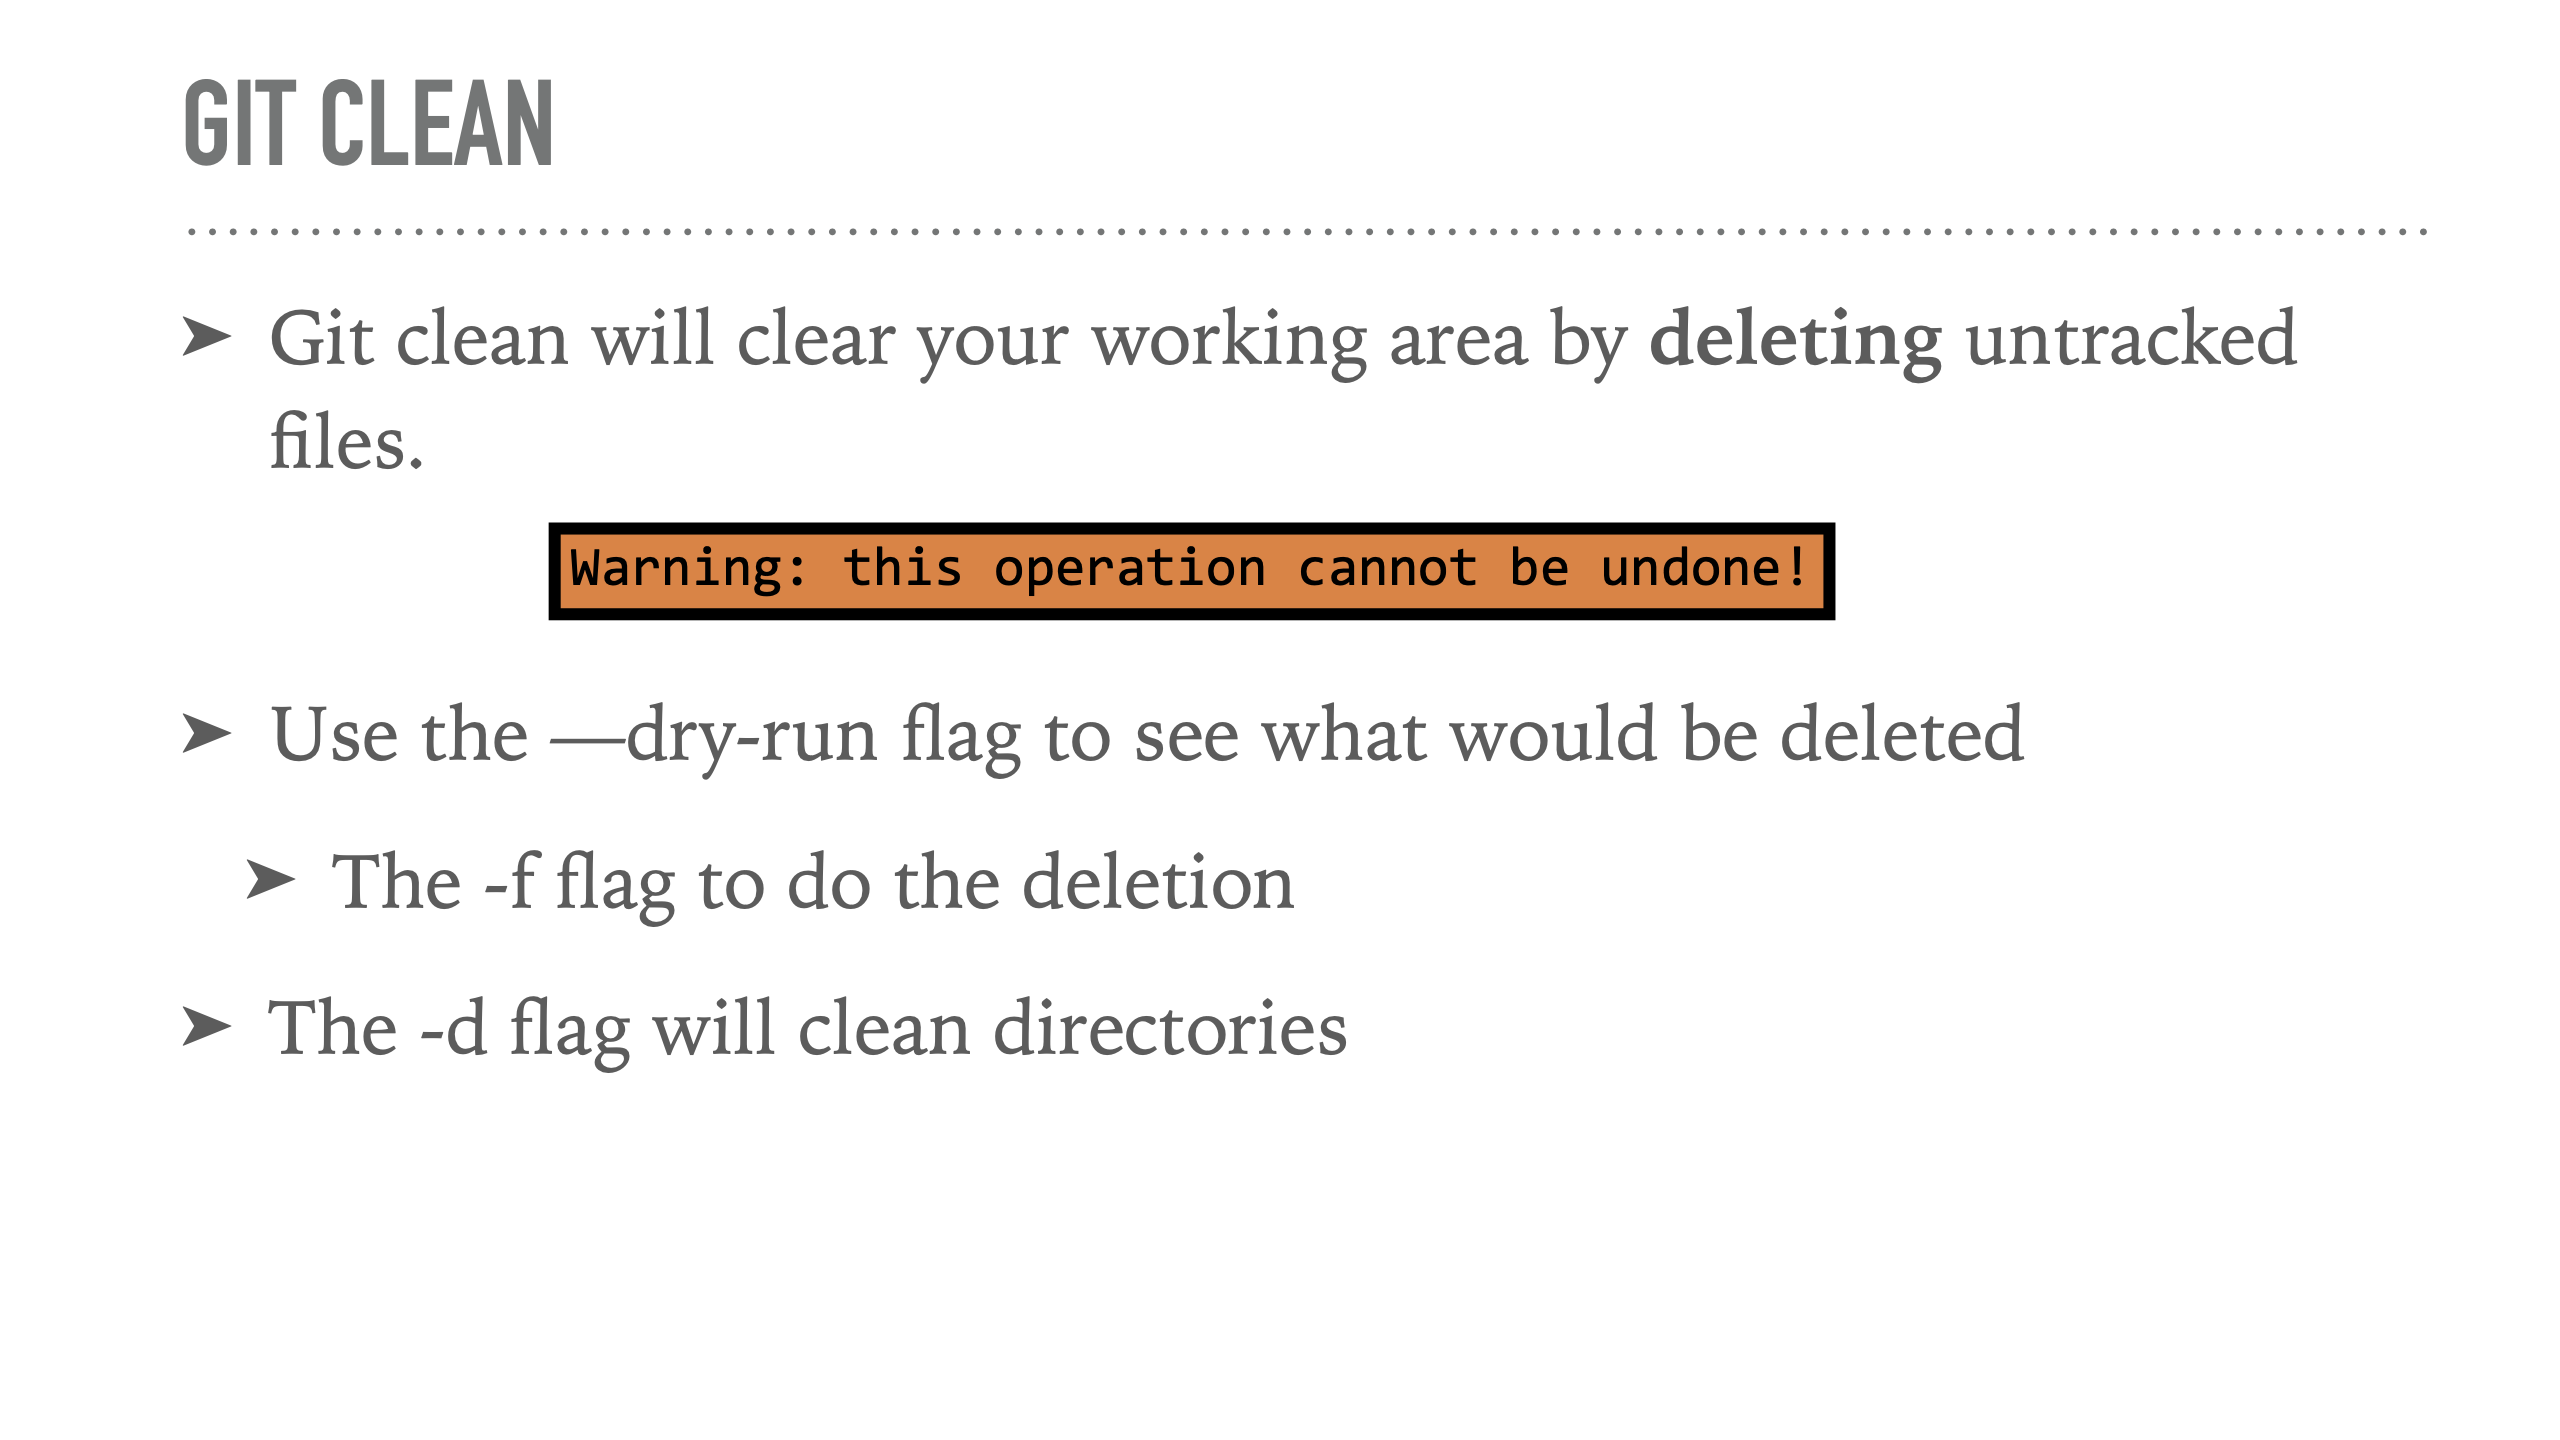 GIT CLEAN
➤ Git clean will clear your working area by deleting untracked
files.
Warning: this operation cannot be undone!
➤ Use the —dry-run flag to see what would be deleted
➤ The -f flag to do the deletion
➤ The -d flag will clean directories